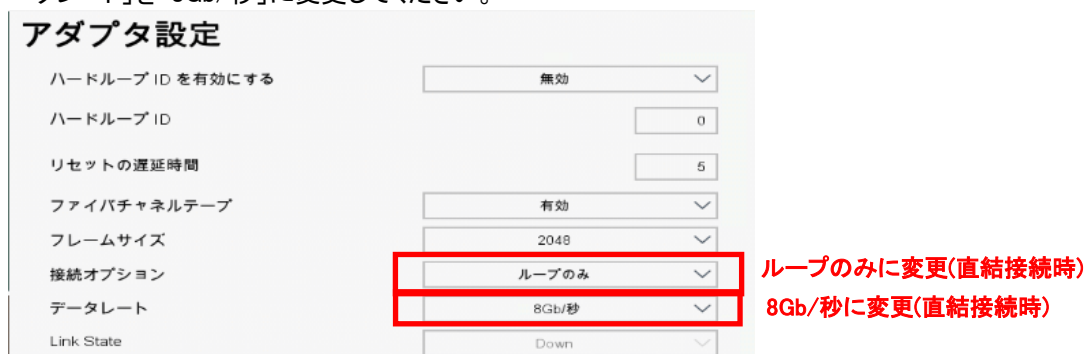 アダプタ設定
ハードループ ID を有効にする 無効
ハードループ ID 0
リセットの遅延時間 5
ファイバチャネルテープ 有効
フレームサイズ 2048
接続オプション ループのみ ループのみに変更(直結接続時)
データレート 8Gb/秒 8Gb/秒に変更(直結接続時)
Link State Down